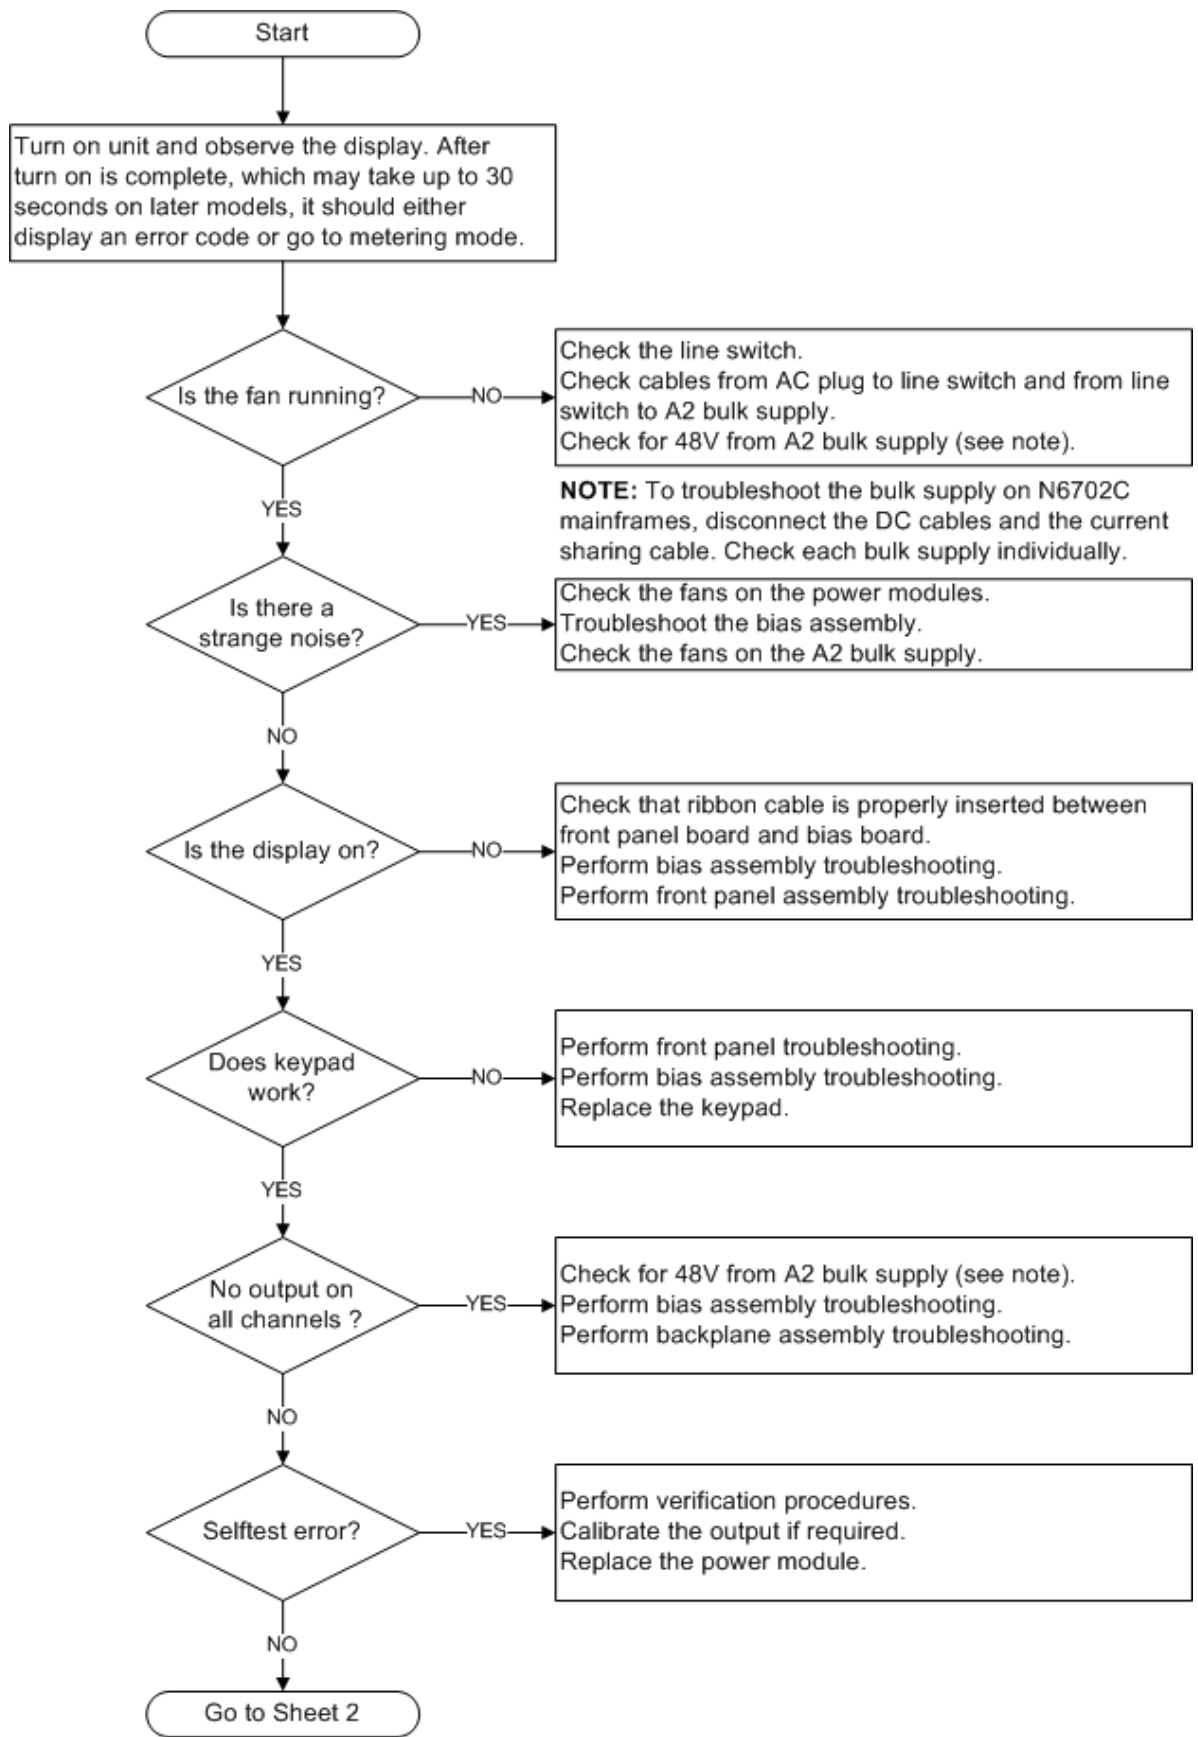 Start
Turn on unit and observe the display. After
turn on is complete, which may take up to 30
seconds on later models, it should either
display an error code or go to metering mode.
Is the fan running?
NO
Check the line switch.
Check cables from AC plug to line switch and from line
switch to A2 bulk supply.
Check for 48V from A2 bulk supply (see note).
YES
NOTE: To troubleshoot the bulk supply on N6702C
mainframes, disconnect the DC cables and the current
sharing cable. Check each bulk supply individually.
Is there a
strange noise?
YES
Check the fans on the power modules.
Troubleshoot the bias assembly.
Check the fans on the A2 bulk supply.
NO
Is the display on?
NO
Check that ribbon cable is properly inserted between
front panel board and bias board.
Perform bias assembly troubleshooting.
Perform front panel assembly troubleshooting.
YES
Does keypad
work?
NO
Perform front panel troubleshooting.
Perform bias assembly troubleshooting.
Replace the keypad.
YES
No output on
all channels ?
YES
Check for 48V from A2 bulk supply (see note).
Perform bias assembly troubleshooting.
Perform backplane assembly troubleshooting.
NO
Selftest error?
YES
Perform verification procedures.
Calibrate the output if required.
Replace the power module.
NO
Go to Sheet 2